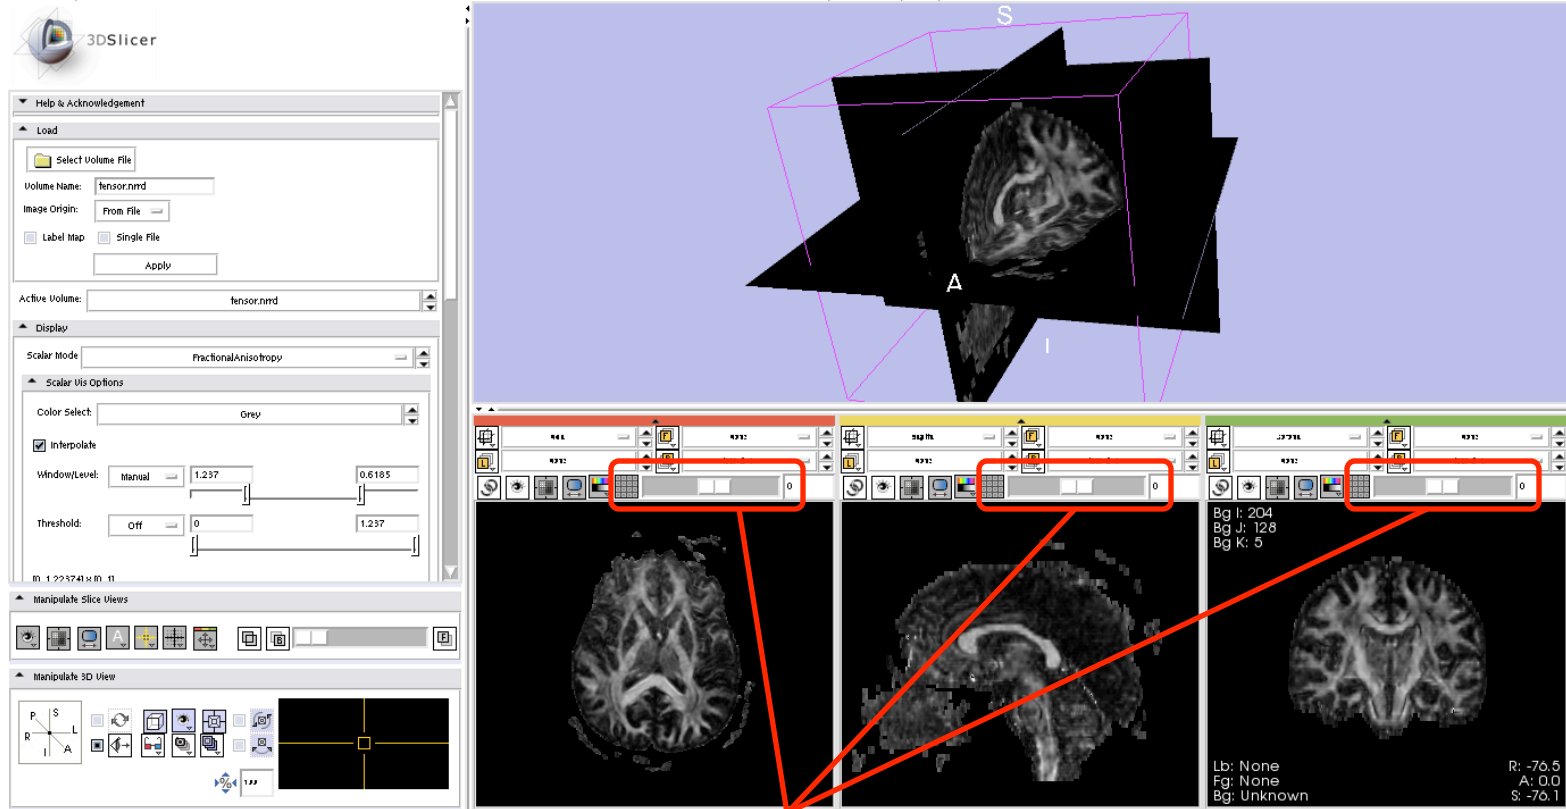 3DSlicer
Help & Acknowledgement
Load
Select Volume File
Volume Name: tensor.nrrd
Image Origin: From File
Label Map Single File
Apply
Active Volume: tensor.nrrd
Display
Scalar Mode FractionalAnisotropy
Scalar Vis Options
Color Select: Grey
Interpolate
Window/Level: Manual 1.237 0.6185
Threshold: Off 0 1.237
Manipulate Slice Views
A
B
F
Manipulate 3D View
P S
R L
I A
%
S
A
I
F
L
0
F
L
0
F
L
0
Bg I: 204
Bg J: 128
Bg K: 5
Lb: None
Fg: None
Bg: Unknown
R: -76.5
A: 0.0
S: -76.1